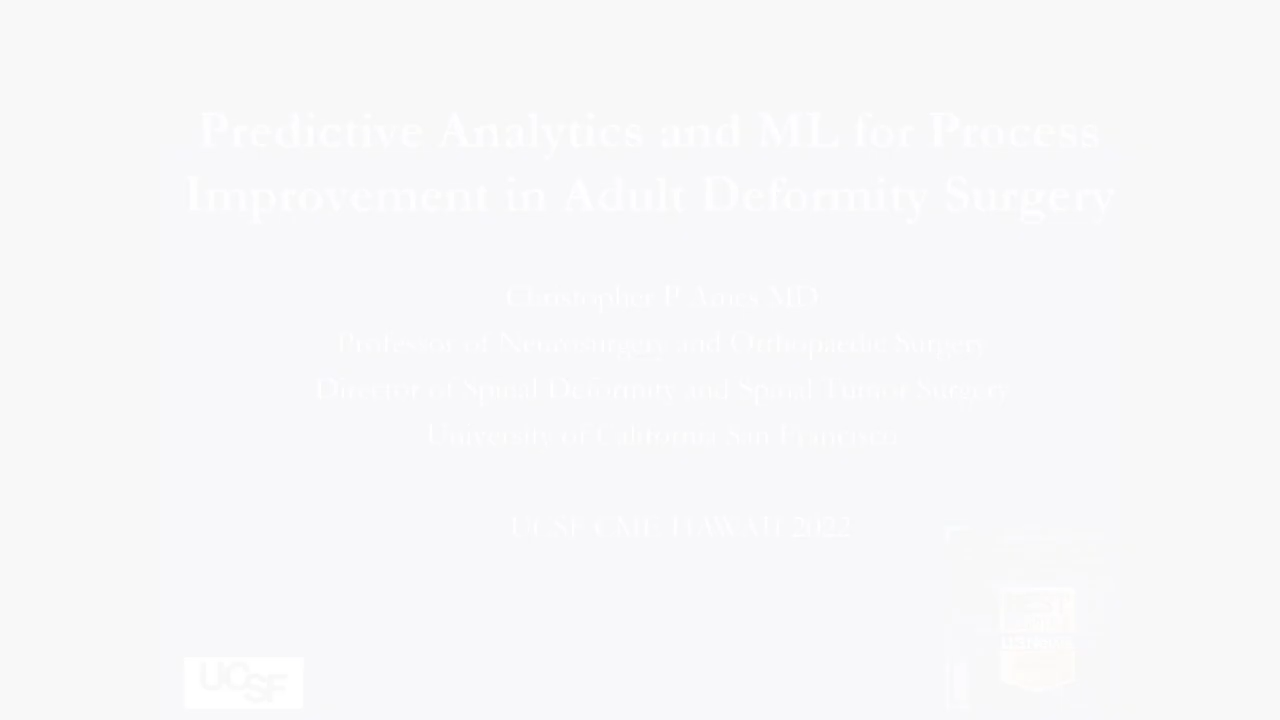 Predictive Analytics and ML for Process
Improvement in Adult Deformity Surgery
Christopher P Ames MD
Professor of Neurosurgery and Orthopaedic Surgery
Director of Spinal Deformity and Spinal Tumor Surgery
University of California San Francisco
UCSF CME HAWAII 2022
UCSF